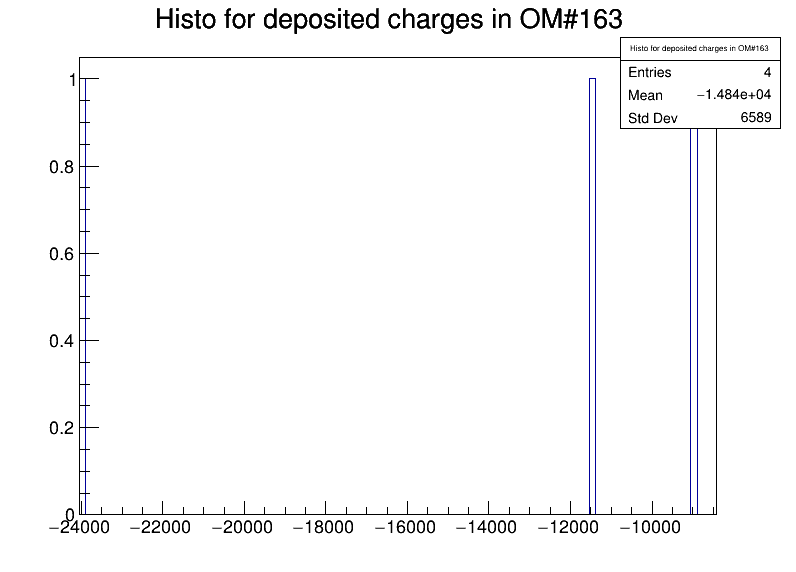 Histo for deposited charges in OM#163
Histo for deposited charges in OM#163
Entries 4
Mean −1.484e+04
Std Dev 6589
1
0.8
0.6
0.4
0.2
0
−24000 −22000 −20000 −18000 −16000 −14000 −12000 −10000